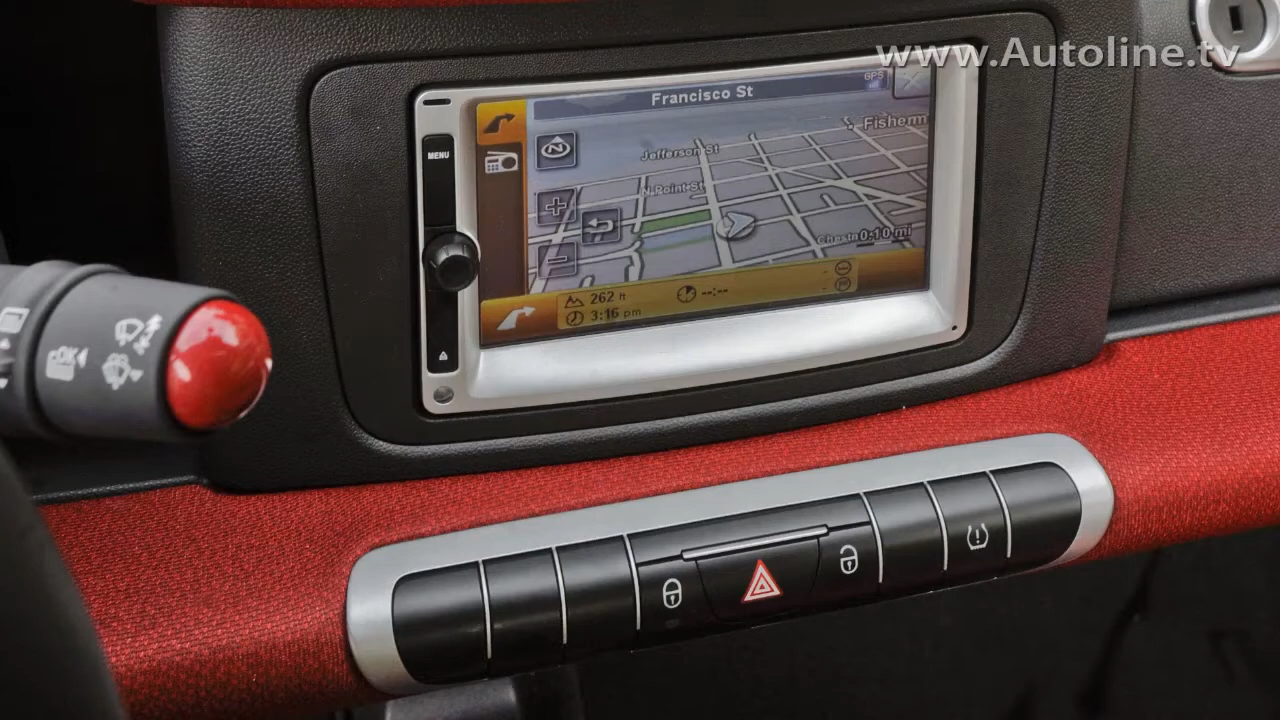 www.Autoline.tv
Francisco St
GPS
MENU
Fisherm
Jefferson St
N Point St
Chestn
0.10 mi
262 ft
--:--
3:16 pm
OK